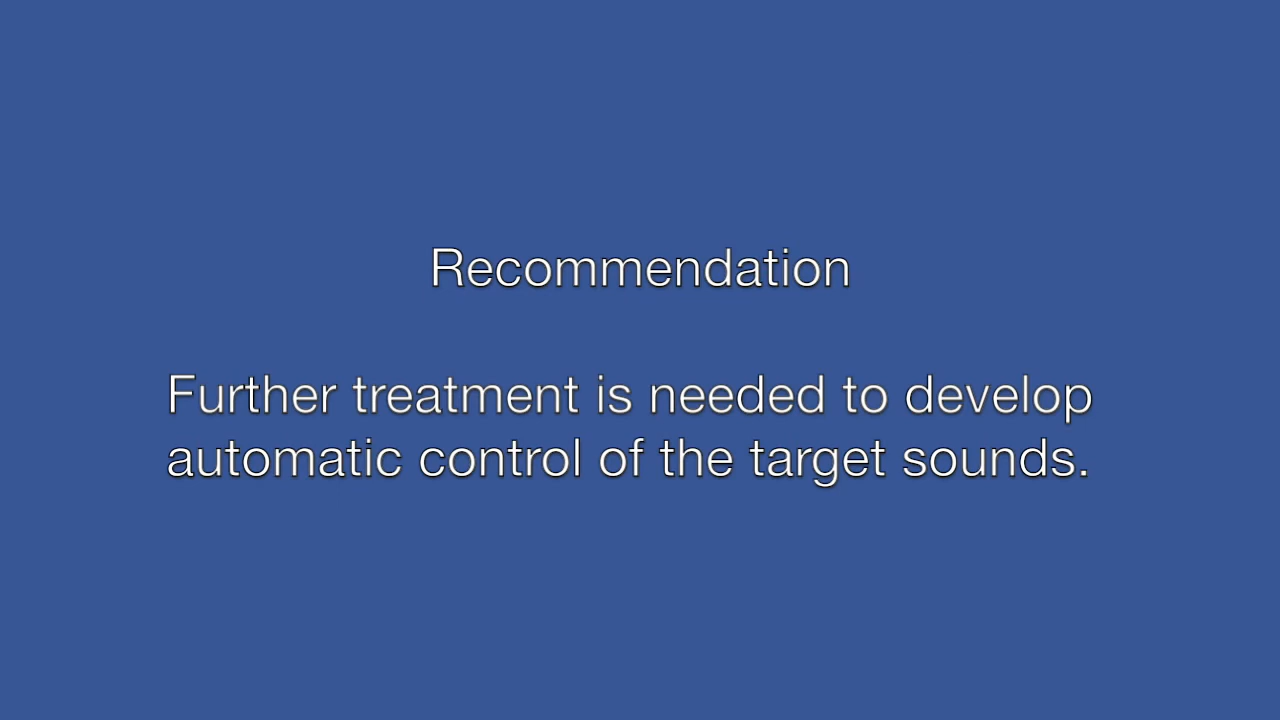 Recommendation
Further treatment is needed to develop
automatic control of the target sounds.